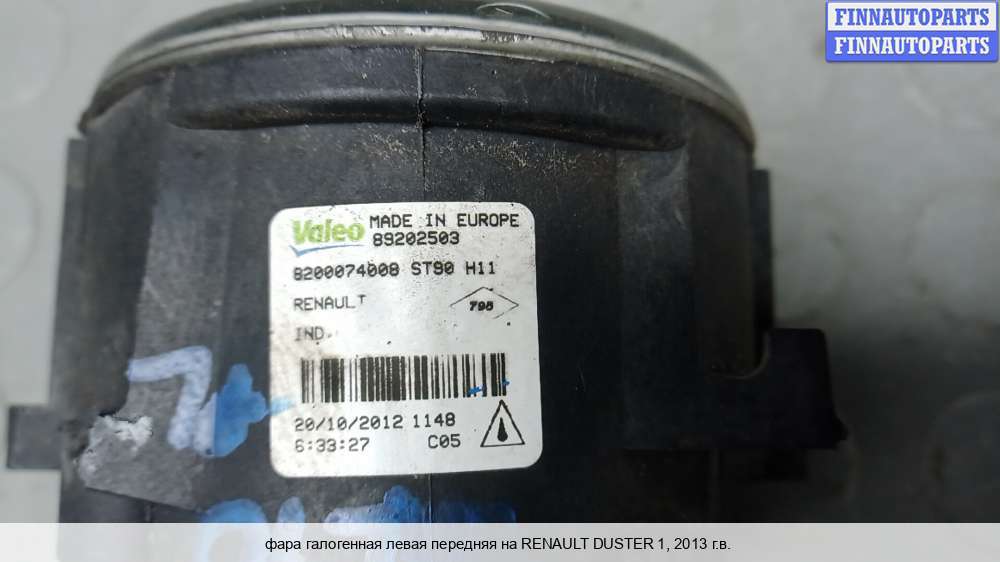 FINNAUTOPARTS
FINNAUTOPARTS
Valeo MADE IN EUROPE
89202503
8200074008 ST90 H11
RENAULT 795
IND.
20/10/2012 1148
6:33:27 C05
фара галогенная левая передняя на RENAULT DUSTER 1, 2013 г.в.